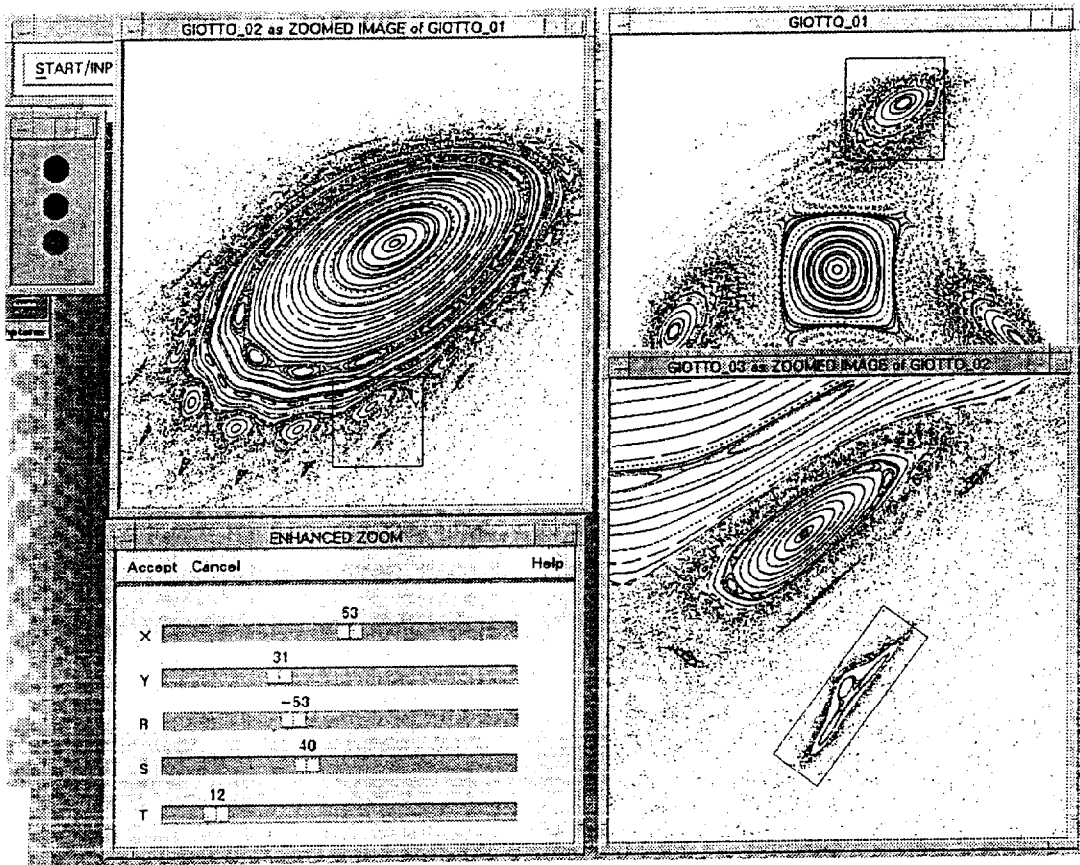 GIOTTO_02 as ZOOMED IMAGE of GIOTTO_01
GIOTTO_01
START/INP
GIOTTO_03 as ZOOMED IMAGE of GIOTTO_02
ENHANCED ZOOM
Accept Cancel Help
53
X
31
Y
-53
R
40
S
12
T